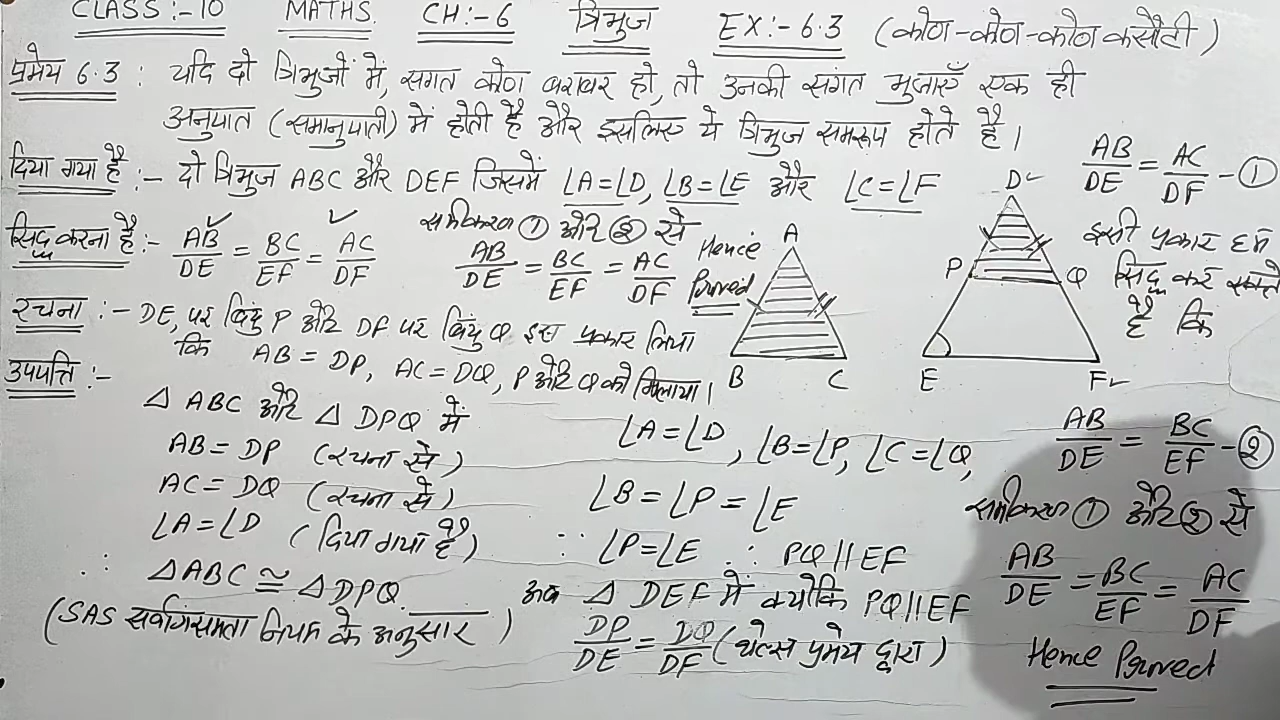 CLASS:-10 MATHS. CH:-6 त्रिभुज EX:-6.3 (कोण-कोण-कोण कसौटी)
प्रमेय 6.3 : यदि दो त्रिभुजों में, संगत कोण बराबर हो, तो उनकी संगत भुजाएँ एक ही
अनुपात (समानुपाती) में होती है और इसलिए ये त्रिभुज समरूप होते है।
दिया गया है :- दो त्रिभुज ABC और DEF जिसमें ∠A=∠D, ∠B=∠E और ∠C=∠F
सिद्ध करना है :- AB/DE = BC/EF = AC/DF
समीकरण ① और ② से
AB/DE = BC/EF = AC/DF Hence Proved
रचना :- DE, पर बिंदु P और DF पर बिंदु Q इस प्रकार लिया
कि AB = DP, AC = DQ, P और Q को मिलाया।
उपपत्ति :-
△ ABC और △ DPQ में
AB = DP (रचना से)
AC = DQ (रचना से)
∠A = ∠D (दिया गया है)
∴ △ABC ≅ △DPQ
(SAS सर्वांगसमता नियम के अनुसार)
∠A = ∠D, ∠B = ∠P, ∠C = ∠Q,
∠B = ∠P = ∠E
∵ ∠P = ∠E ∴ PQ || EF
अब △ DEF में क्योंकि PQ || EF
DP/DE = DQ/DF (थेल्स प्रमेय द्वारा)
A
B C
D
P Q
E F
AB/DE = AC/DF - ①
इसी प्रकार हम
सिद्ध कर सकते
है कि
AB/DE = BC/EF - ②
समीकरण ① और ② से
AB/DE = BC/EF = AC/DF
Hence Proved